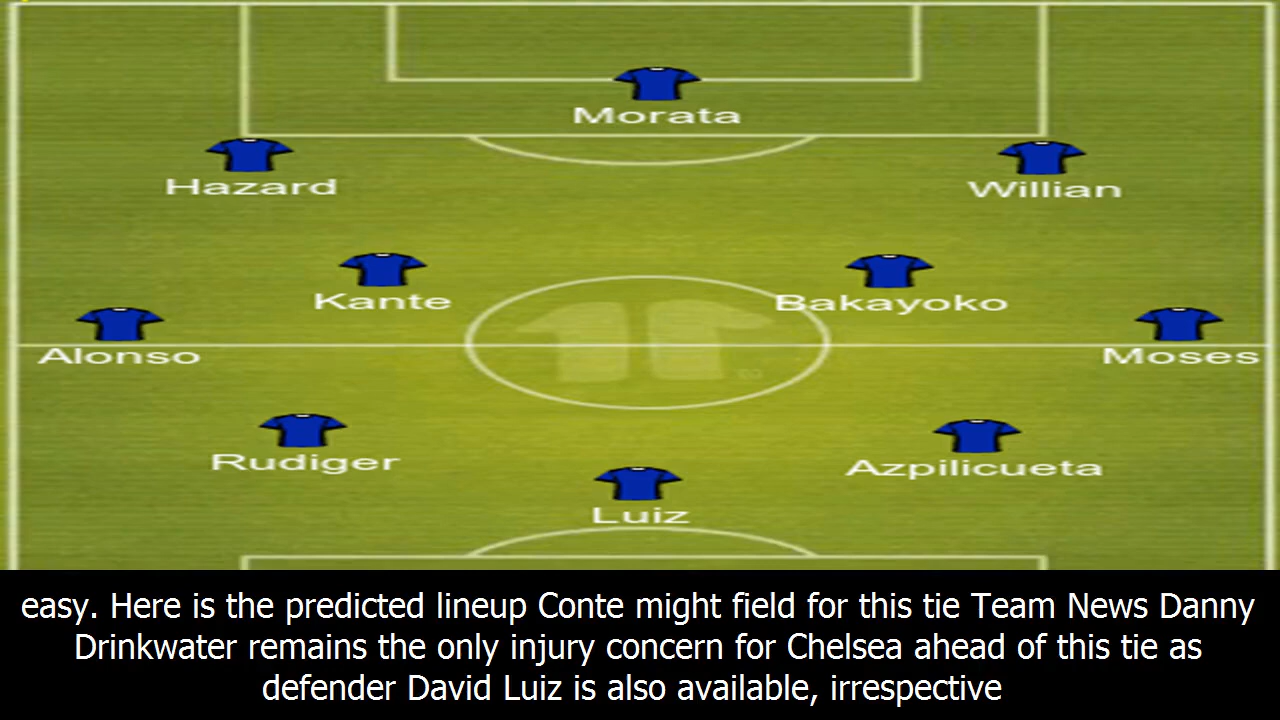 Morata
Hazard
Willian
Kante
Bakayoko
Alonso
Moses
Rudiger
Azpilicueta
Luiz
easy. Here is the predicted lineup Conte might field for this tie Team News Danny
Drinkwater remains the only injury concern for Chelsea ahead of this tie as
defender David Luiz is also available, irrespective